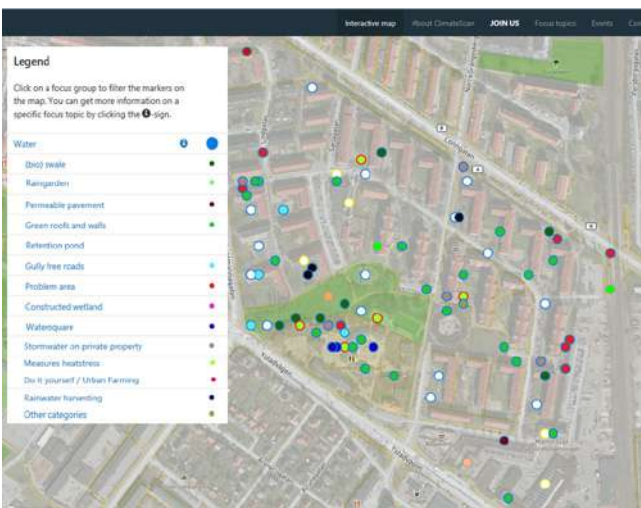 Interactive map About ClimateScan JOIN US Focus topics Events
Legend
Click on a focus group to filter the markers on
the map. You can get more information on a
specific focus topic by clicking the i-sign.
Water
(bio) swale
Raingarden
Permeable pavement
Green roofs and walls
Retention pond
Gully free roads
Problem area
Constructed wetland
Watersquare
Stormwater on private property
Measures heatstress
Do it yourself / Urban Farming
Rainwater harvesting
Other categories
Ystadvägen
Ystadvägen